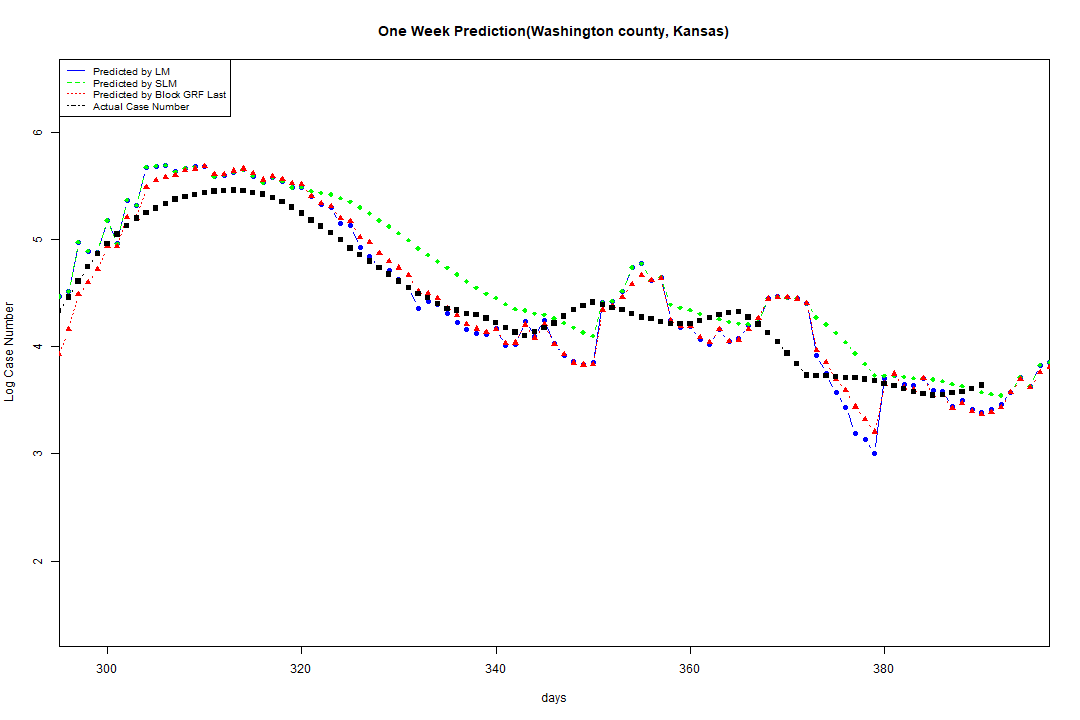 One Week Prediction(Washington county, Kansas)
Predicted by LM
Predicted by SLM
Predicted by Block GRF Last
Actual Case Number
6
5
4
3
2
Log Case Number
300 320 340 360 380
days